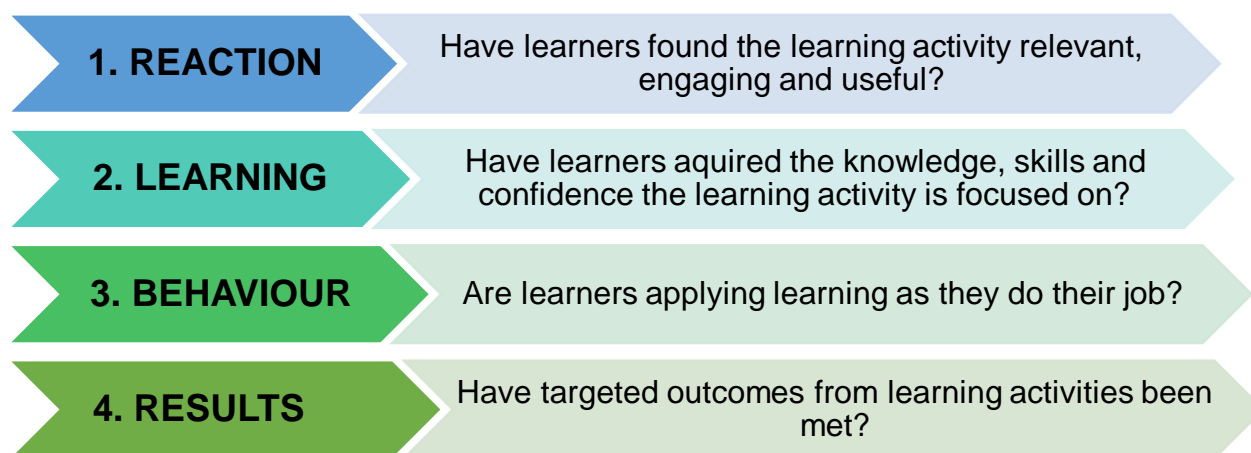 1. REACTION
Have learners found the learning activity relevant,
engaging and useful?
2. LEARNING
Have learners aquired the knowledge, skills and
confidence the learning activity is focused on?
3. BEHAVIOUR
Are learners applying learning as they do their job?
4. RESULTS
Have targeted outcomes from learning activities been
met?